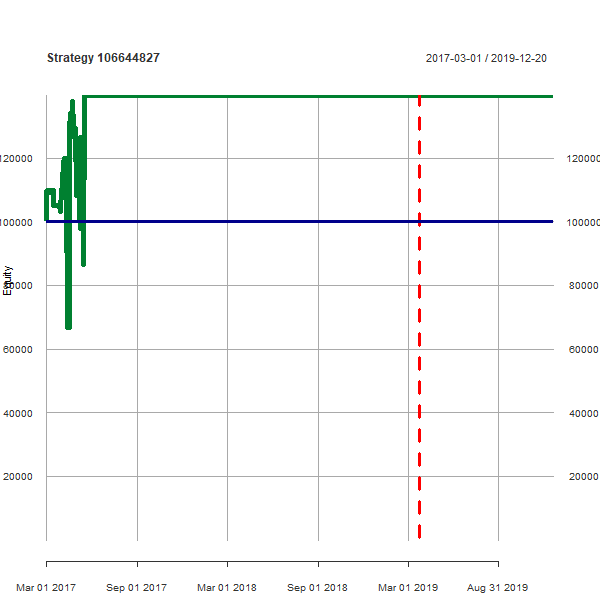 Strategy 106644827
2017-03-01 / 2019-12-20
120000
120000
100000
100000
Equity
80000
80000
60000
60000
40000
40000
20000
20000
Mar 01 2017
Sep 01 2017
Mar 01 2018
Sep 01 2018
Mar 01 2019
Aug 31 2019